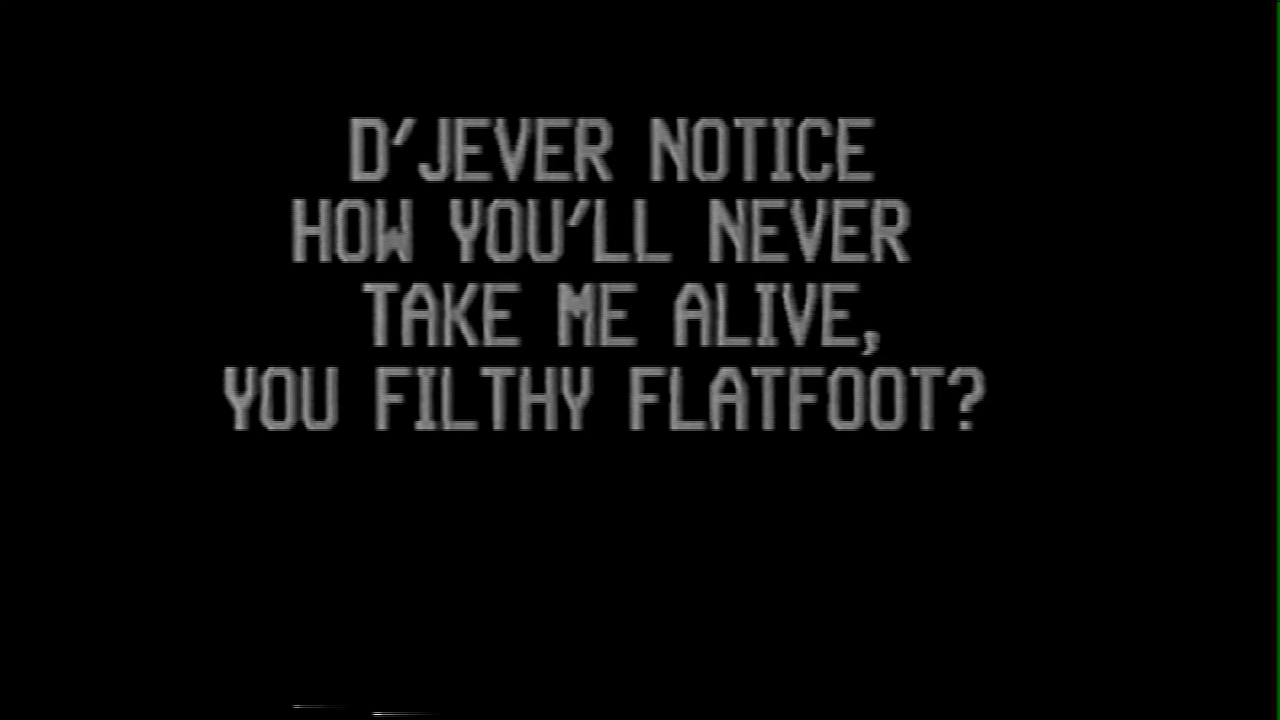 D'JEVER NOTICE
HOW YOU'LL NEVER
TAKE ME ALIVE,
YOU FILTHY FLATFOOT?